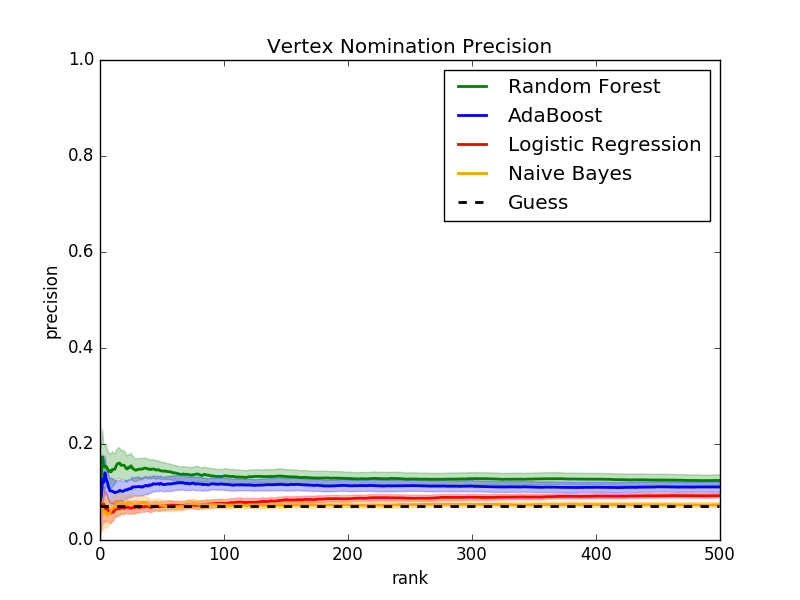 Vertex Nomination Precision
1.0
0.8
0.6
0.4
0.2
0.0
precision
Random Forest
AdaBoost
Logistic Regression
Naive Bayes
Guess
0 100 200 300 400 500
rank